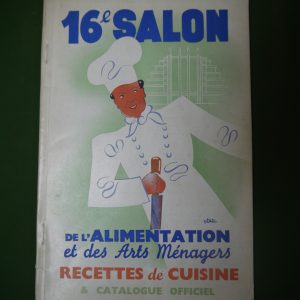 16e SALON
DE L'ALIMENTATION
et des Arts Ménagers
RECETTES de CUISINE
& CATALOGUE OFFICIEL